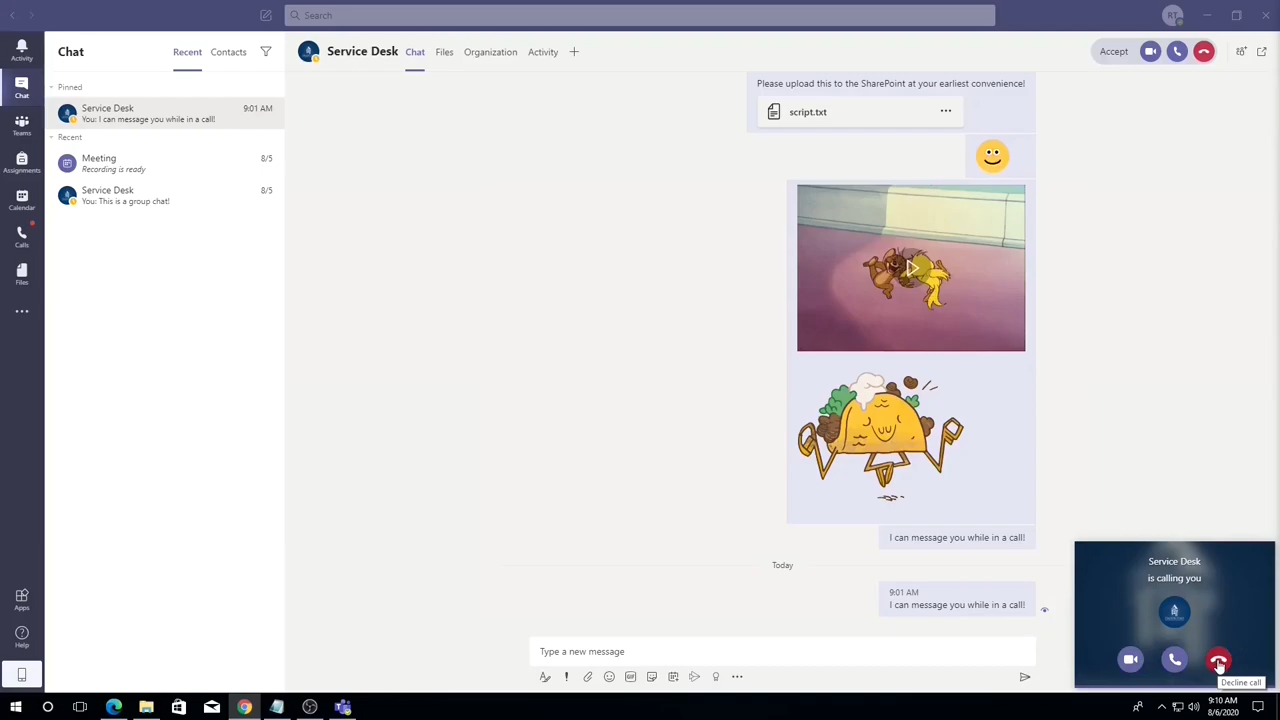 Search
RT
Activity
Chat
Teams
Assignments
Calendar
Calls
Files
Apps
Help
Chat
Recent
Contacts
Pinned
Service Desk
9:01 AM
You: I can message you while in a call!
Recent
Meeting
8/5
Recording is ready
Service Desk
8/5
You: This is a group chat!
Service Desk
Chat
Files
Organization
Activity
Accept
Please upload this to the SharePoint at your earliest convenience!
script.txt
I can message you while in a call!
Today
9:01 AM
I can message you while in a call!
Type a new message
Service Desk
is calling you
Decline call
9:10 AM
8/6/2020